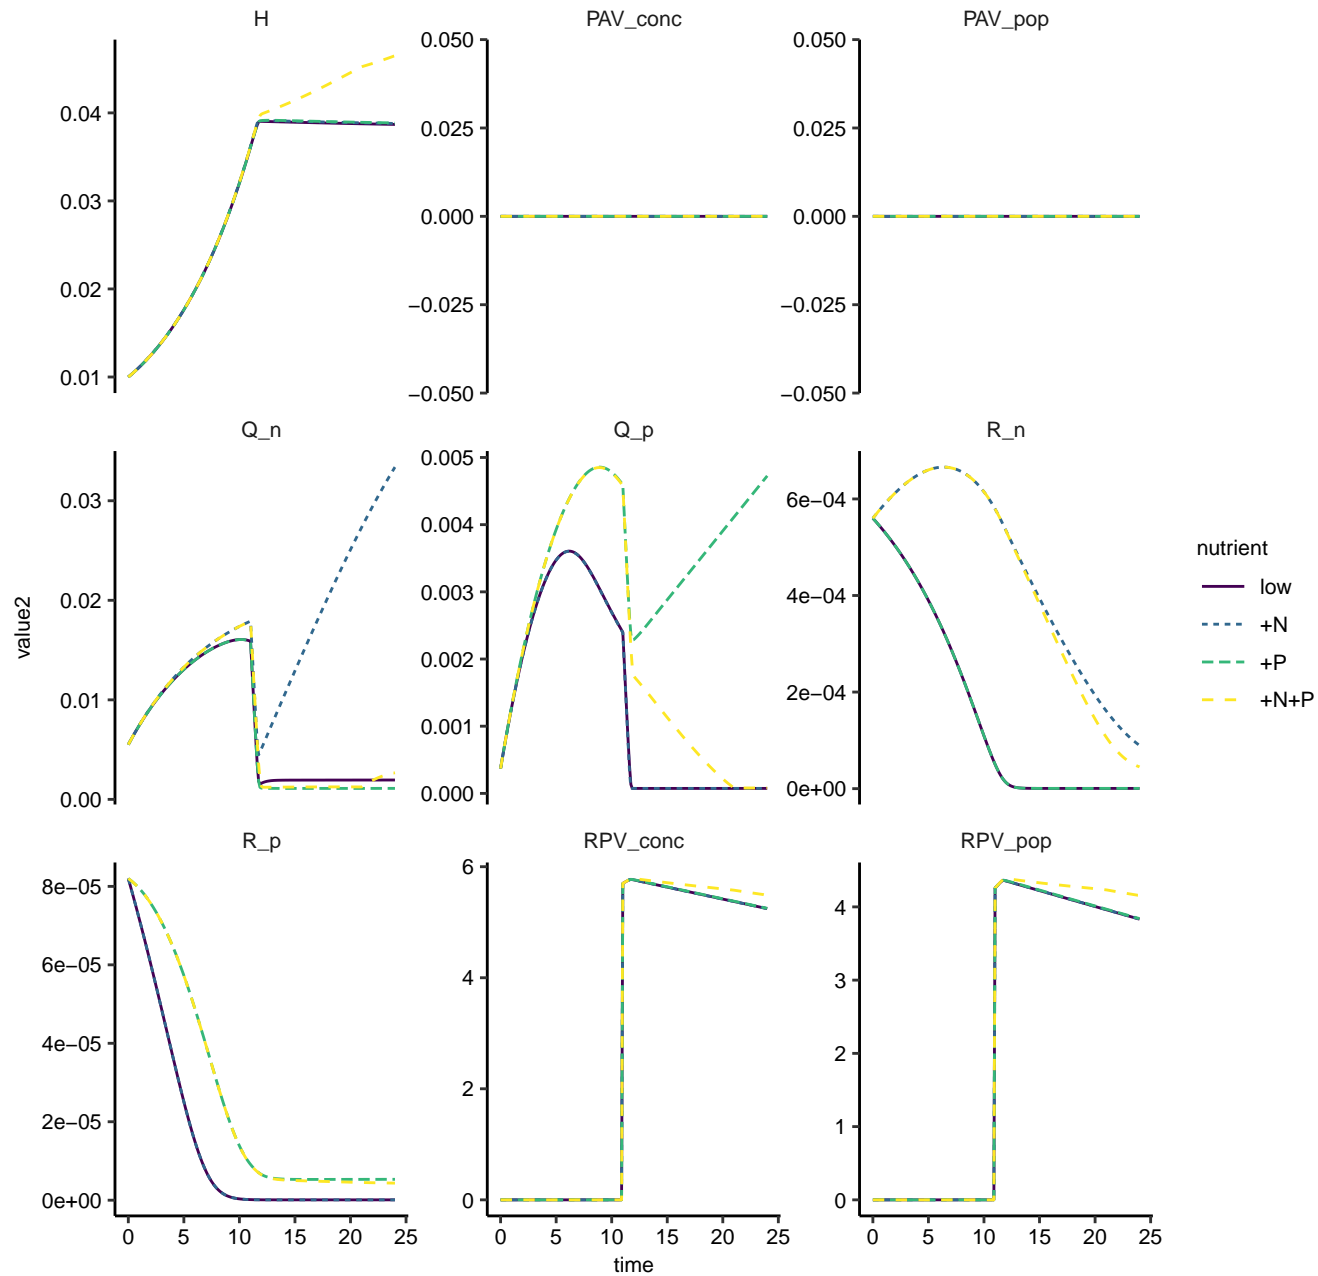 H
PAV_conc
PAV_pop
0.04
0.03
0.02
0.01
0.050
0.025
0.000
−0.025
−0.050
0.050
0.025
0.000
−0.025
−0.050
Q_n
Q_p
R_n
0.03
0.02
0.01
0.00
0.005
0.004
0.003
0.002
0.001
0.000
6e−04
4e−04
2e−04
0e+00
R_p
RPV_conc
RPV_pop
8e−05
6e−05
4e−05
2e−05
0e+00
6
4
2
0
4
3
2
1
0
0 5 10 15 20 25
0 5 10 15 20 25
0 5 10 15 20 25
time
value2
nutrient
low
+N
+P
+N+P